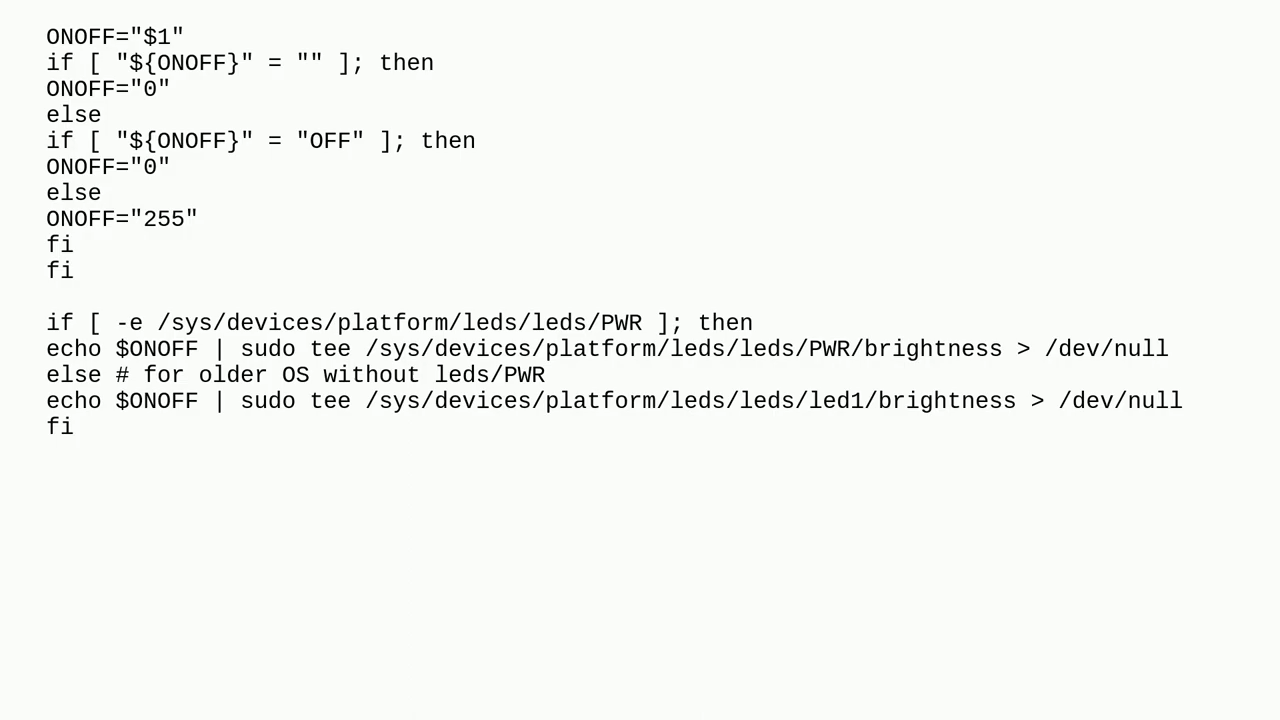 ONOFF="$1"
if [ "${ONOFF}" = "" ]; then
ONOFF="0"
else
if [ "${ONOFF}" = "OFF" ]; then
ONOFF="0"
else
ONOFF="255"
fi
fi

if [ -e /sys/devices/platform/leds/leds/PWR ]; then
echo $ONOFF | sudo tee /sys/devices/platform/leds/leds/PWR/brightness > /dev/null
else # for older OS without leds/PWR
echo $ONOFF | sudo tee /sys/devices/platform/leds/leds/led1/brightness > /dev/null
fi